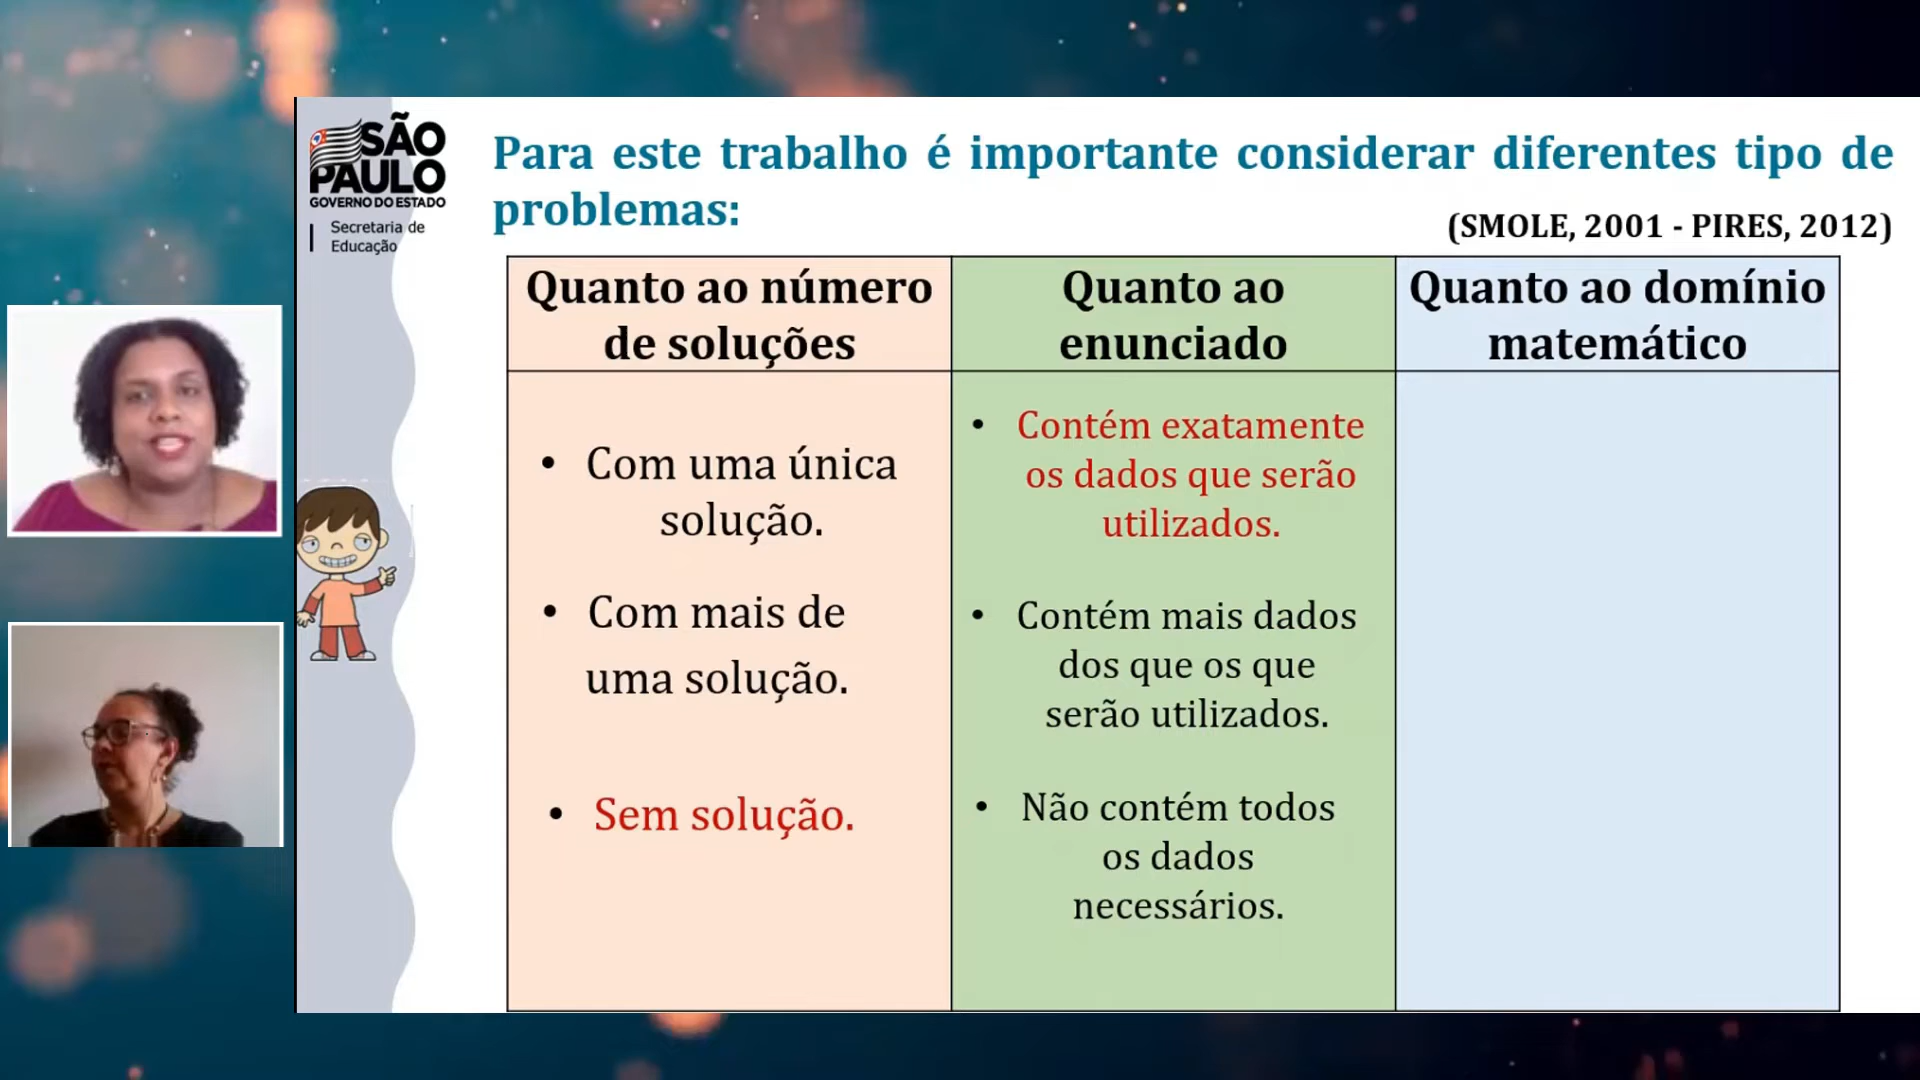 SÃO
PAULO
GOVERNO DO ESTADO
Secretaria de
Educação
Para este trabalho é importante considerar diferentes tipo de
problemas:
(SMOLE, 2001 - PIRES, 2012)
Quanto ao número
de soluções
• Com uma única
solução.
• Com mais de
uma solução.
• Sem solução.
Quanto ao
enunciado
• Contém exatamente
os dados que serão
utilizados.
• Contém mais dados
dos que os que
serão utilizados.
• Não contém todos
os dados
necessários.
Quanto ao domínio
matemático